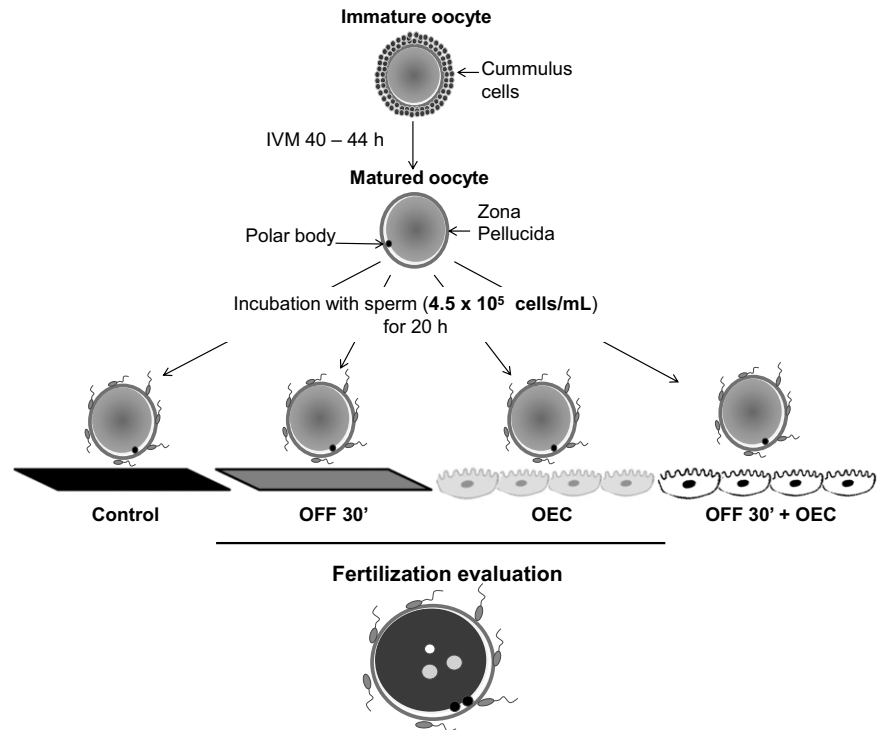 Immature oocyte
Cummulus
cells
IVM 40 – 44 h
Matured oocyte
Polar body
Zona
Pellucida
Incubation with sperm (4.5 x 10⁵ cells/mL)
for 20 h
Control
OFF 30’
OEC
OFF 30’ + OEC
Fertilization evaluation